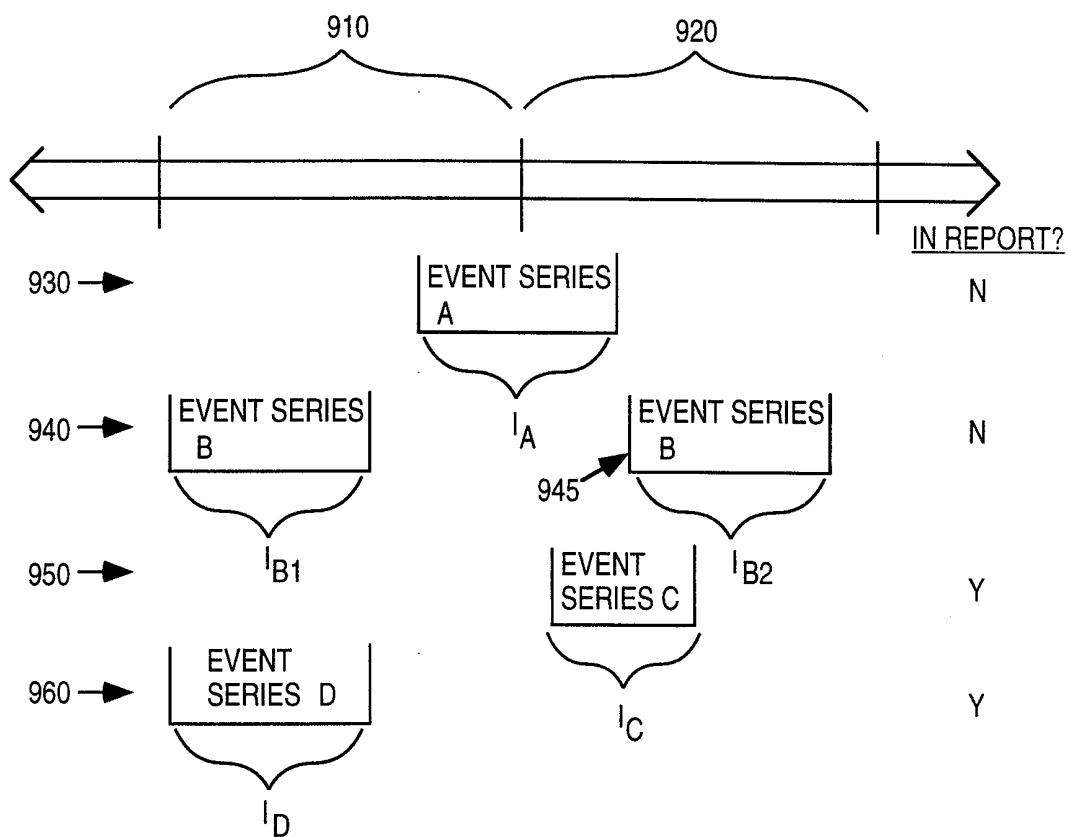 910
920
IN REPORT?
930
EVENT SERIES
A
N
I_A
940
EVENT SERIES
B
EVENT SERIES
B
N
945
I_B1
I_B2
950
EVENT
SERIES C
Y
I_C
960
EVENT
SERIES D
Y
I_D